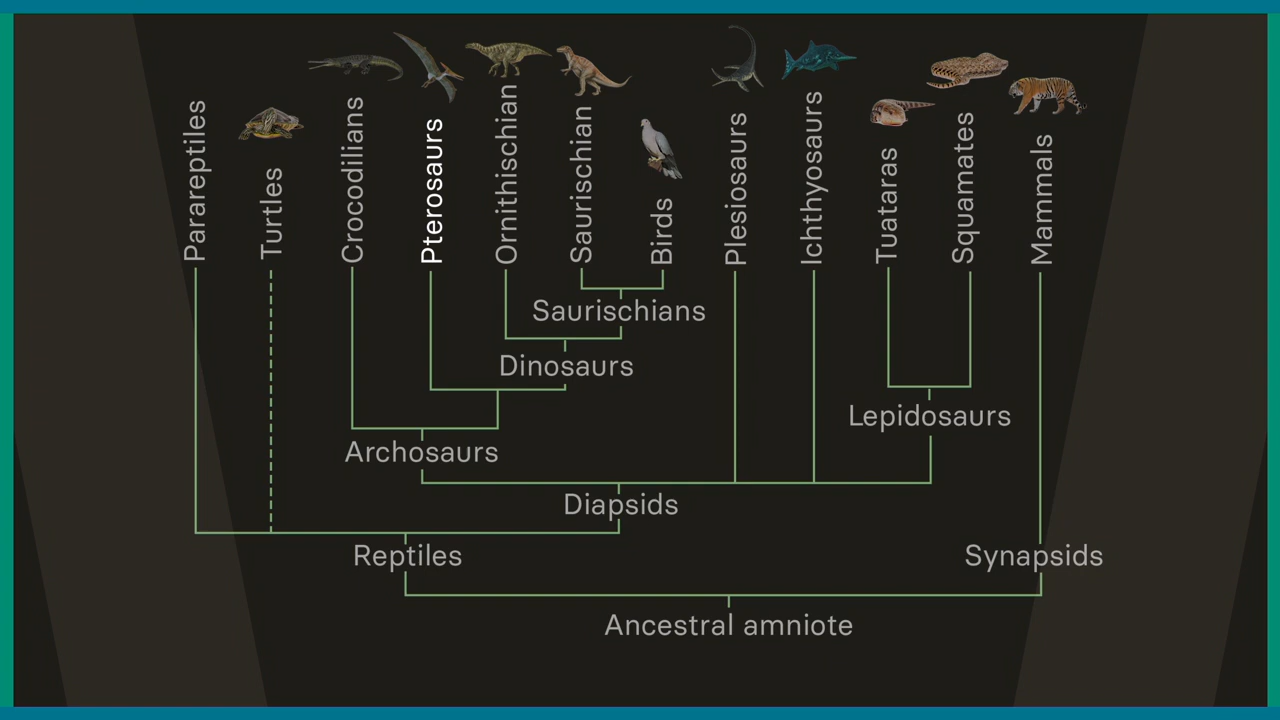 Parareptiles
Turtles
Crocodilians
Pterosaurs
Ornithischian
Saurischian
Birds
Plesiosaurs
Ichthyosaurs
Tuataras
Squamates
Mammals
Saurischians
Dinosaurs
Lepidosaurs
Archosaurs
Diapsids
Reptiles
Synapsids
Ancestral amniote